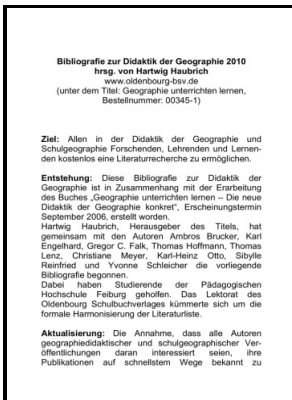 Bibliografie zur Didaktik der Geographie 2010
hrsg. von Hartwig Haubrich
www.oldenbourg-bsv.de
(unter dem Titel: Geographie unterrichten lernen,
Bestellnummer: 00345-1)
Ziel: Allen in der Didaktik der Geographie und
Schulgeographie Forschenden, Lehrenden und Lernen-
den kostenlos eine Literaturrecherche zu ermöglichen.
Entstehung: Diese Bibliografie zur Didaktik der
Geographie ist in Zusammenhang mit der Erarbeitung
des Buches „Geographie unterrichten lernen – Die neue
Didaktik der Geographie konkret", Erscheinungstermin
September 2006, erstellt worden.
Hartwig Haubrich, Herausgeber des Titels, hat
gemeinsam mit den Autoren Ambros Brucker, Karl
Engelhard, Gregor C. Falk, Thomas Hoffmann, Thomas
Lenz, Christiane Meyer, Karl-Heinz Otto, Sibylle
Reinfried und Yvonne Schleicher die vorliegende
Bibliografie begonnen.
Dabei haben Studierende der Pädagogischen
Hochschule Freiburg geholfen. Das Lektorat des
Oldenbourg Schulbuchverlages kümmerte sich um die
formale Harmonisierung der Literaturliste.
Aktualisierung: Die Annahme, dass alle Autoren
geographiedidaktischer und schulgeographischer Ver-
öffentlichungen daran interessiert seien, ihre
Publikationen auf schnellstem Wege bekannt zu